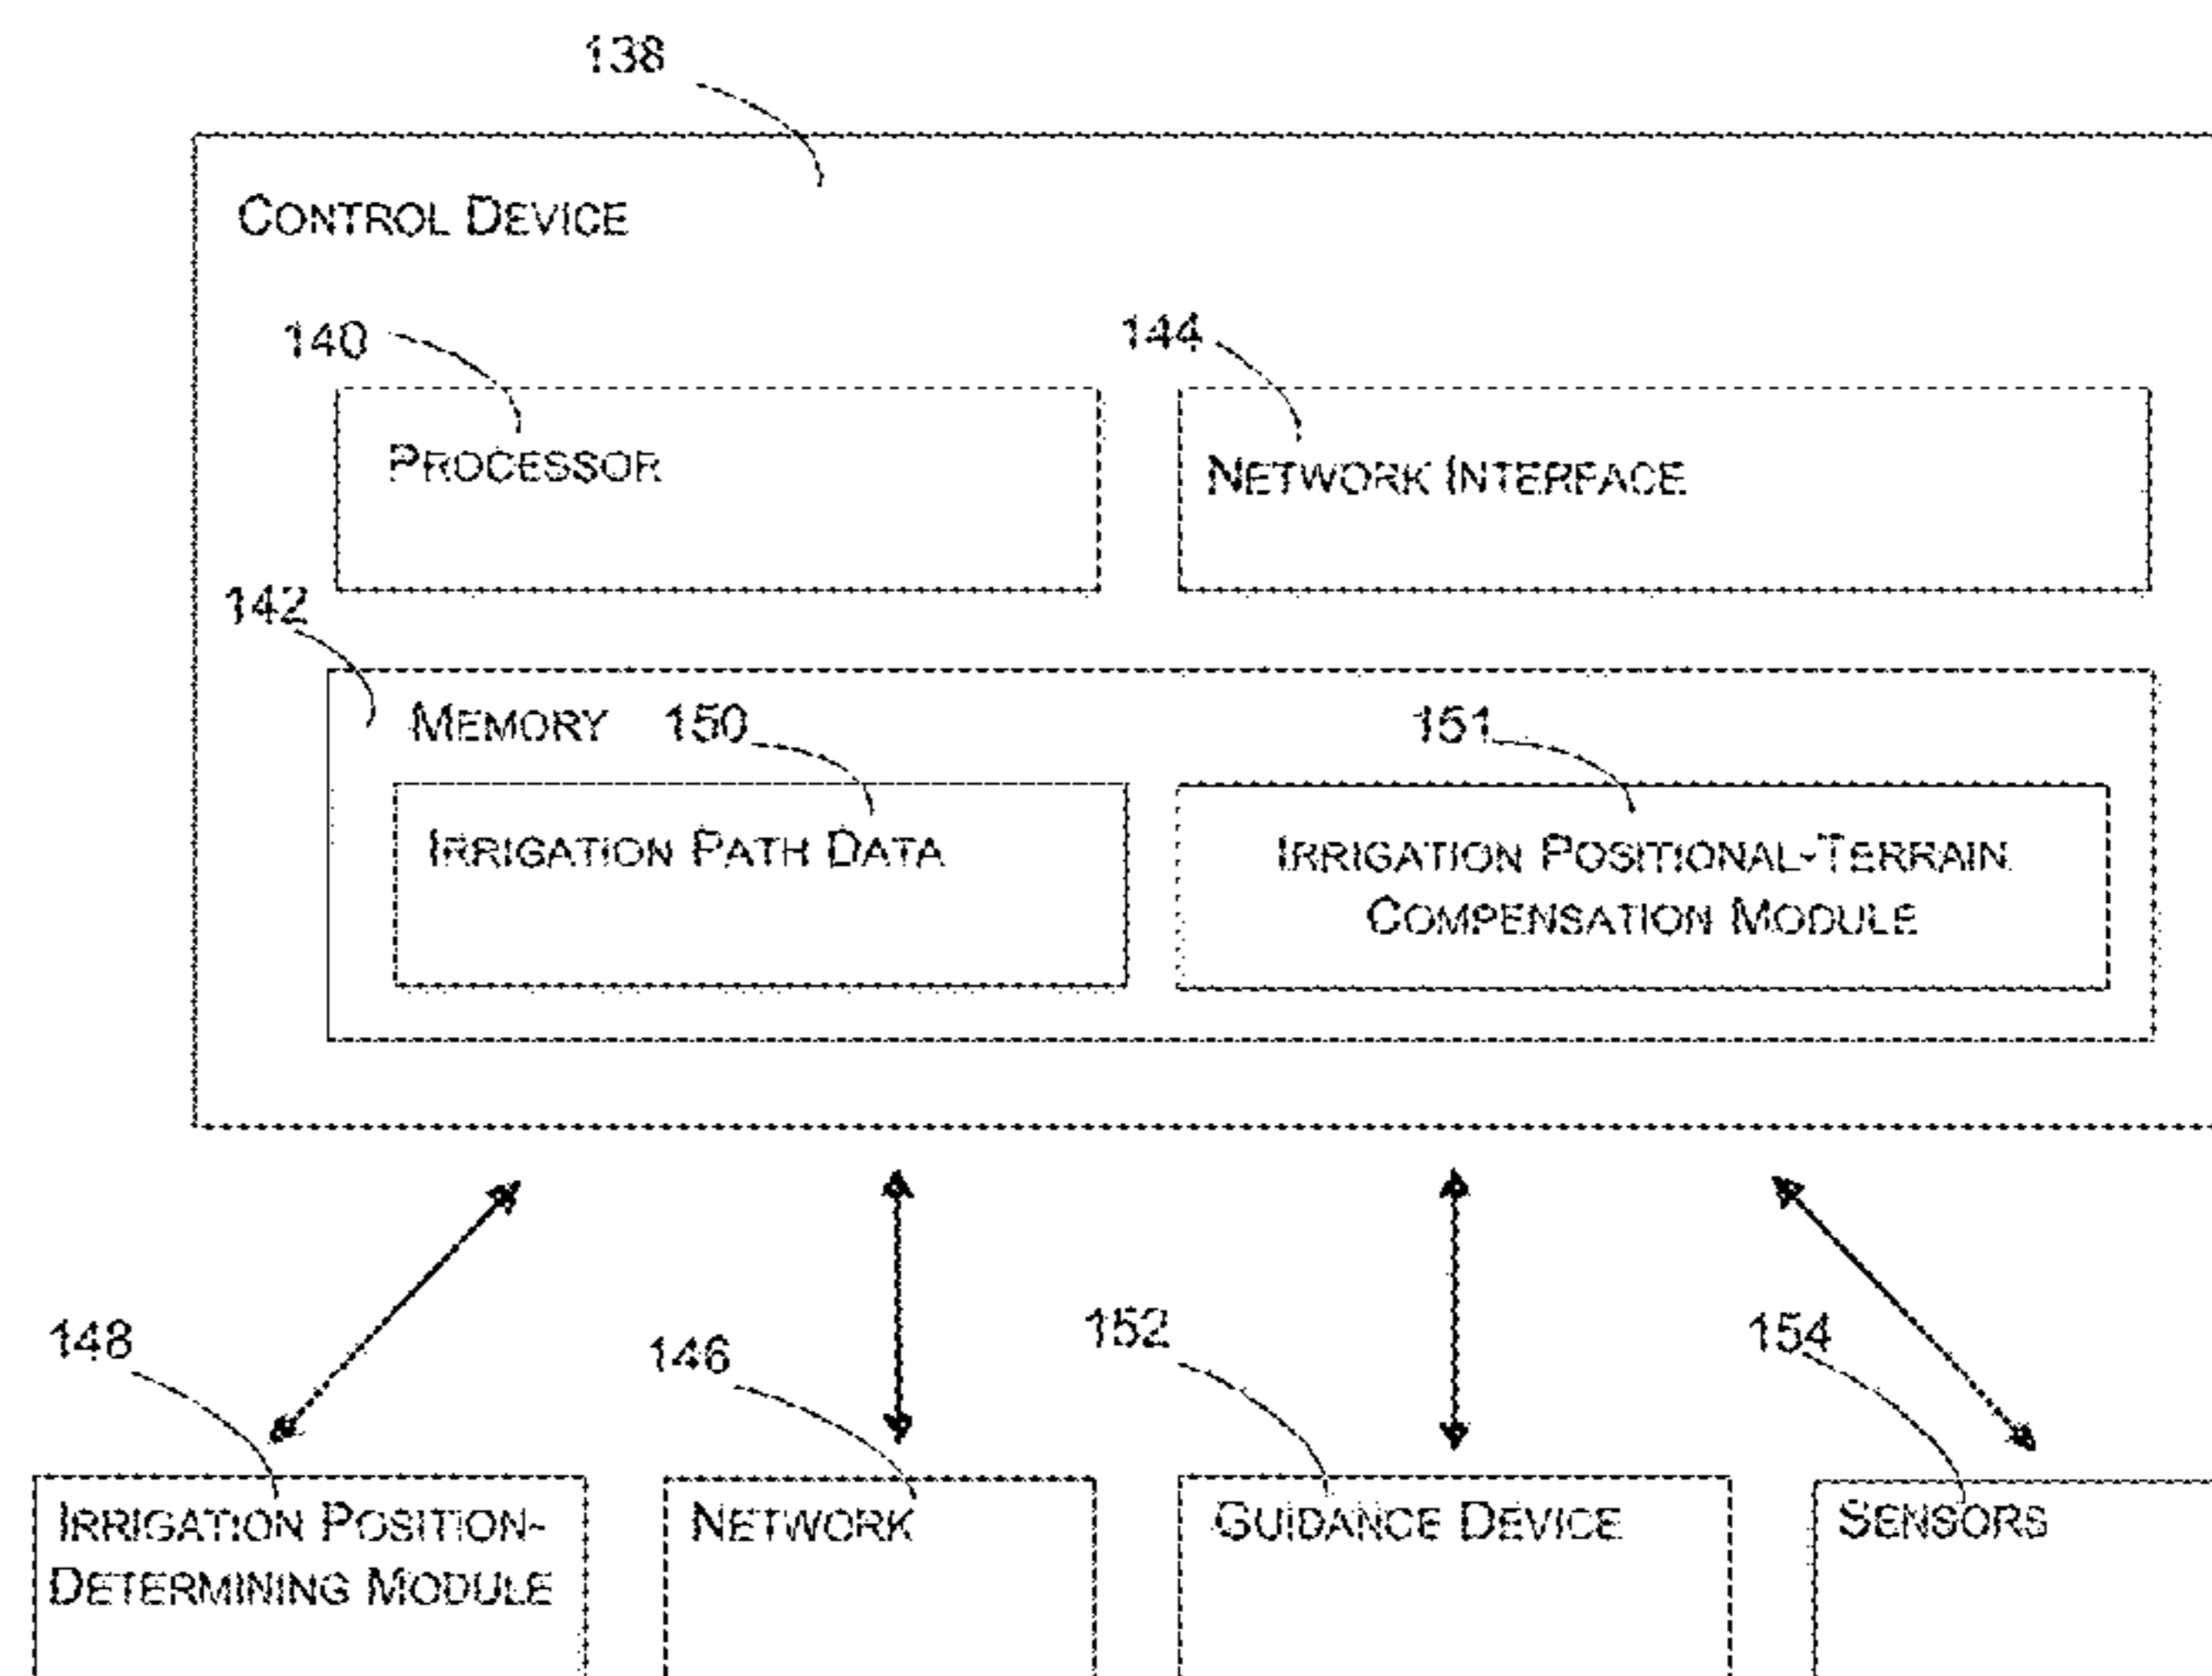 138
CONTROL DEVICE
140
144
PROCESSOR
NETWORK INTERFACE
142
MEMORY 150
151
IRRIGATION PATH DATA
IRRIGATION POSITIONAL-TERRAIN
COMPENSATION MODULE
148
146
152
154
IRRIGATION POSITION-
DETERMINING MODULE
NETWORK
GUIDANCE DEVICE
SENSORS